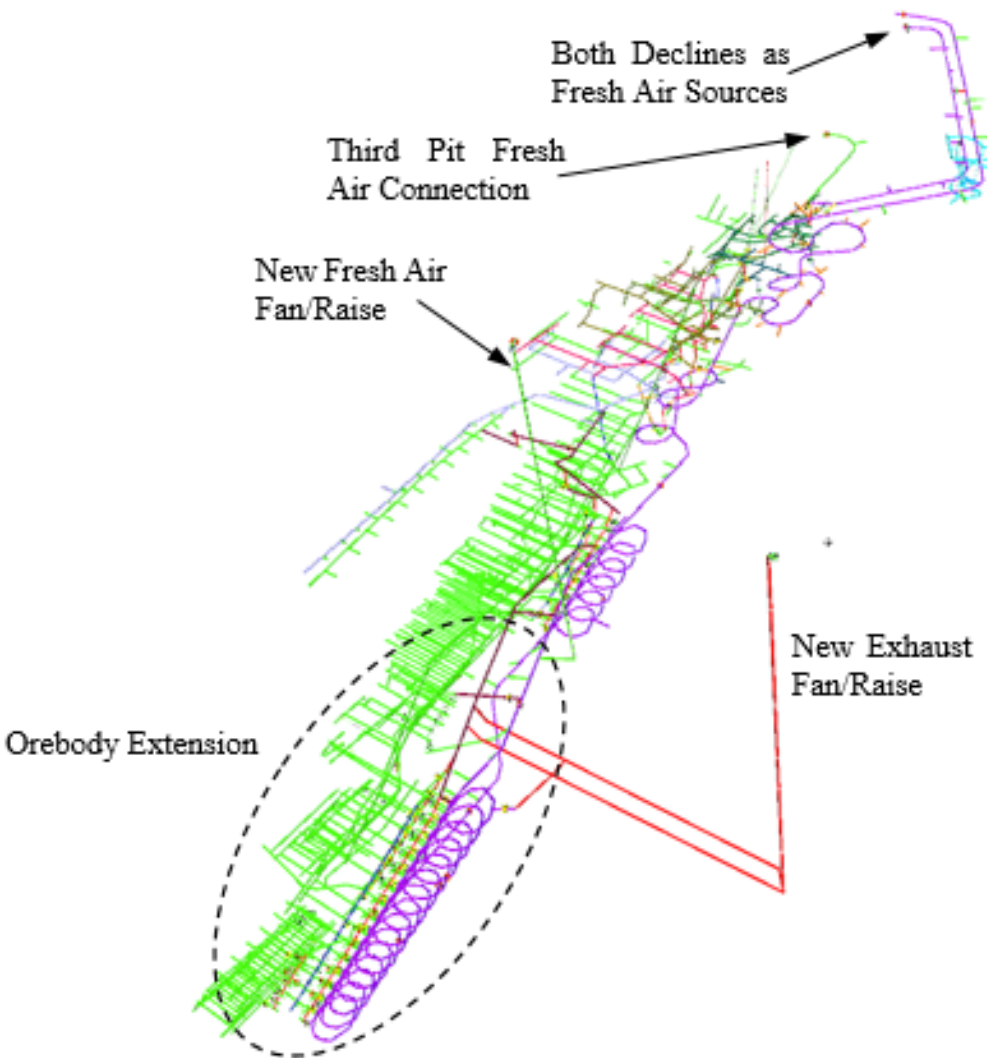 Both Declines as
Fresh Air Sources
Third Pit Fresh
Air Connection
New Fresh Air
Fan/Raise
New Exhaust
Fan/Raise
Orebody Extension